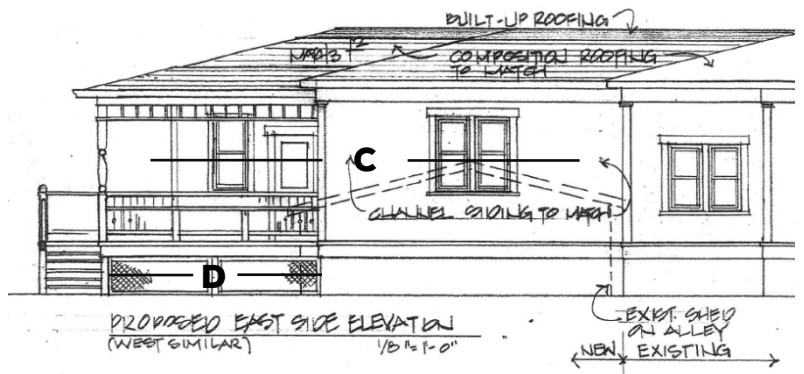 BUILT-UP ROOFING
COMPOSITION ROOFING
TO MATCH
C
CHANNEL SIDING TO MATCH
D
PROPOSED EAST SIDE ELEVATION
(WEST SIMILAR) 1/8"=1'-0"
EXIST. SHED
ON ALLEY
NEW EXISTING